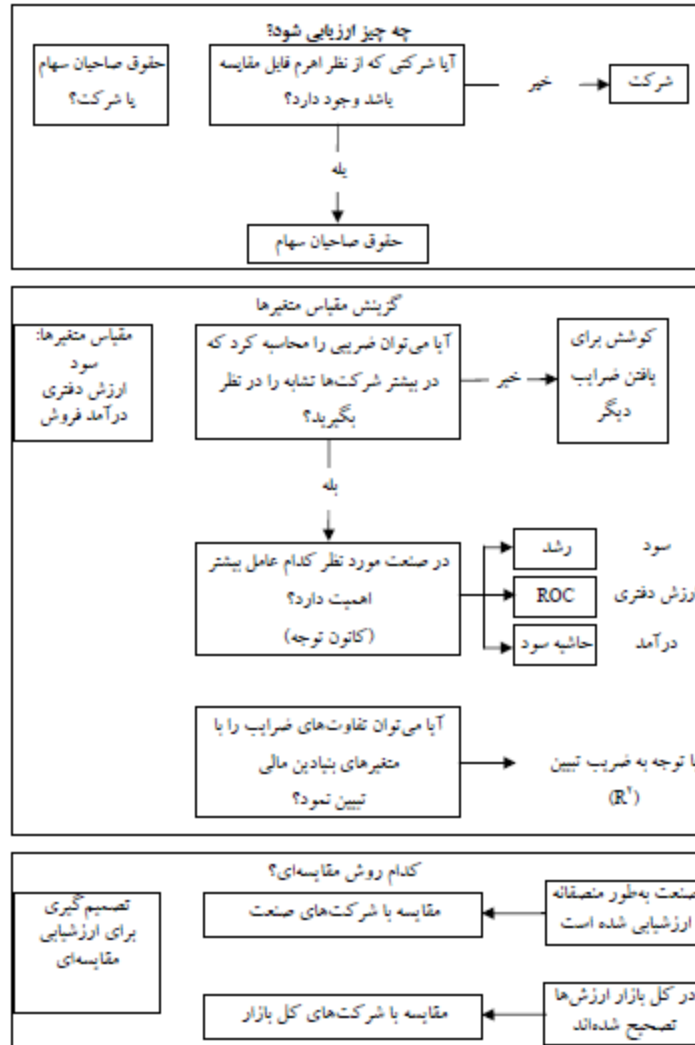 چه چیز ارزیابی شود؟
حقوق صاحبان سهام
یا شرکت؟
آیا شرکتی که از نظر اهرم قابل مقایسه
باشد وجود دارد؟
خیر
شرکت
بله
حقوق صاحبان سهام
گزینش مقیاس متغیرها
مقیاس متغیرها:
سود
ارزش دفتری
درآمد فروش
آیا می‌توان ضریبی را محاسبه کرد که
در بیشتر شرکت‌ها تشابه را در نظر
بگیرید؟
خیر
کوشش برای
یافتن ضرایب
دیگر
بله
در صنعت مورد نظر کدام عامل بیشتر
اهمیت دارد؟
(کانون توجه)
رشد
سود
ROC
ارزش دفتری
حاشیه سود
درآمد
آیا می‌توان تفاوت‌های ضرایب را با
متغیرهای بنیادین مالی
تبیین نمود؟
با توجه به ضریب تبیین
(R²)
کدام روش مقایسه‌ای؟
تصمیم‌گیری
برای ارزشیابی
مقایسه‌ای
مقایسه با شرکت‌های صنعت
صنعت به‌طور منصفانه
ارزشیابی شده است
مقایسه با شرکت‌های کل بازار
در کل بازار ارزش‌ها
تصحیح شده‌اند